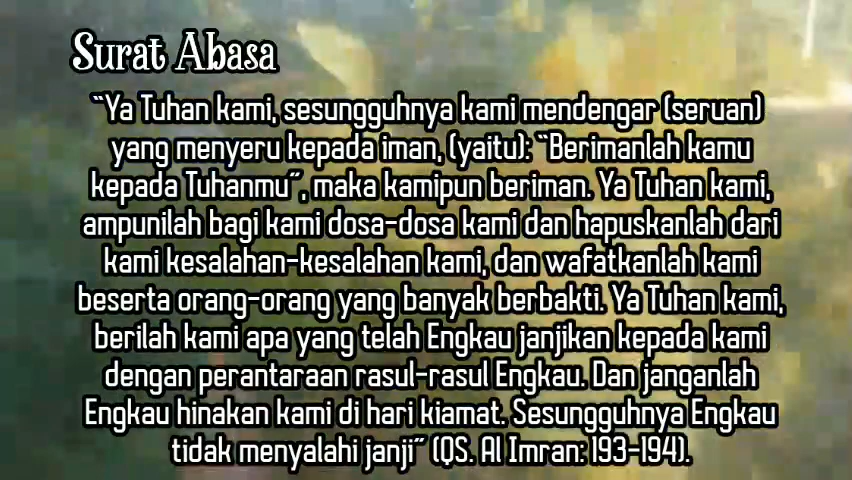 Surat Abasa
"Ya Tuhan kami, sesungguhnya kami mendengar (seruan)
yang menyeru kepada iman, (yaitu): "Berimanlah kamu
kepada Tuhanmu", maka kamipun beriman. Ya Tuhan kami,
ampunilah bagi kami dosa-dosa kami dan hapuskanlah dari
kami kesalahan-kesalahan kami, dan wafatkanlah kami
beserta orang-orang yang banyak berbakti. Ya Tuhan kami,
berilah kami apa yang telah Engkau janjikan kepada kami
dengan perantaraan rasul-rasul Engkau. Dan janganlah
Engkau hinakan kami di hari kiamat. Sesungguhnya Engkau
tidak menyalahi janji" (QS. Al Imran: 193-194).